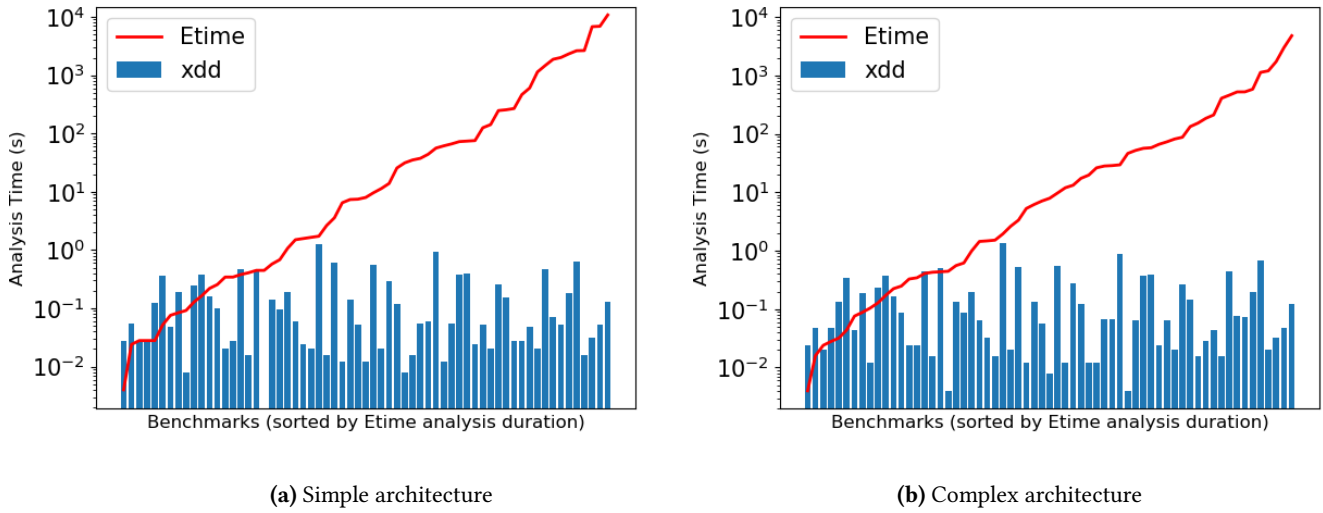 10^4
10^3
10^2
10^1
10^0
10^-1
10^-2
Analysis Time (s)
Etime
xdd
Benchmarks (sorted by Etime analysis duration)
(a) Simple architecture
10^4
10^3
10^2
10^1
10^0
10^-1
10^-2
Analysis Time (s)
Etime
xdd
Benchmarks (sorted by Etime analysis duration)
(b) Complex architecture